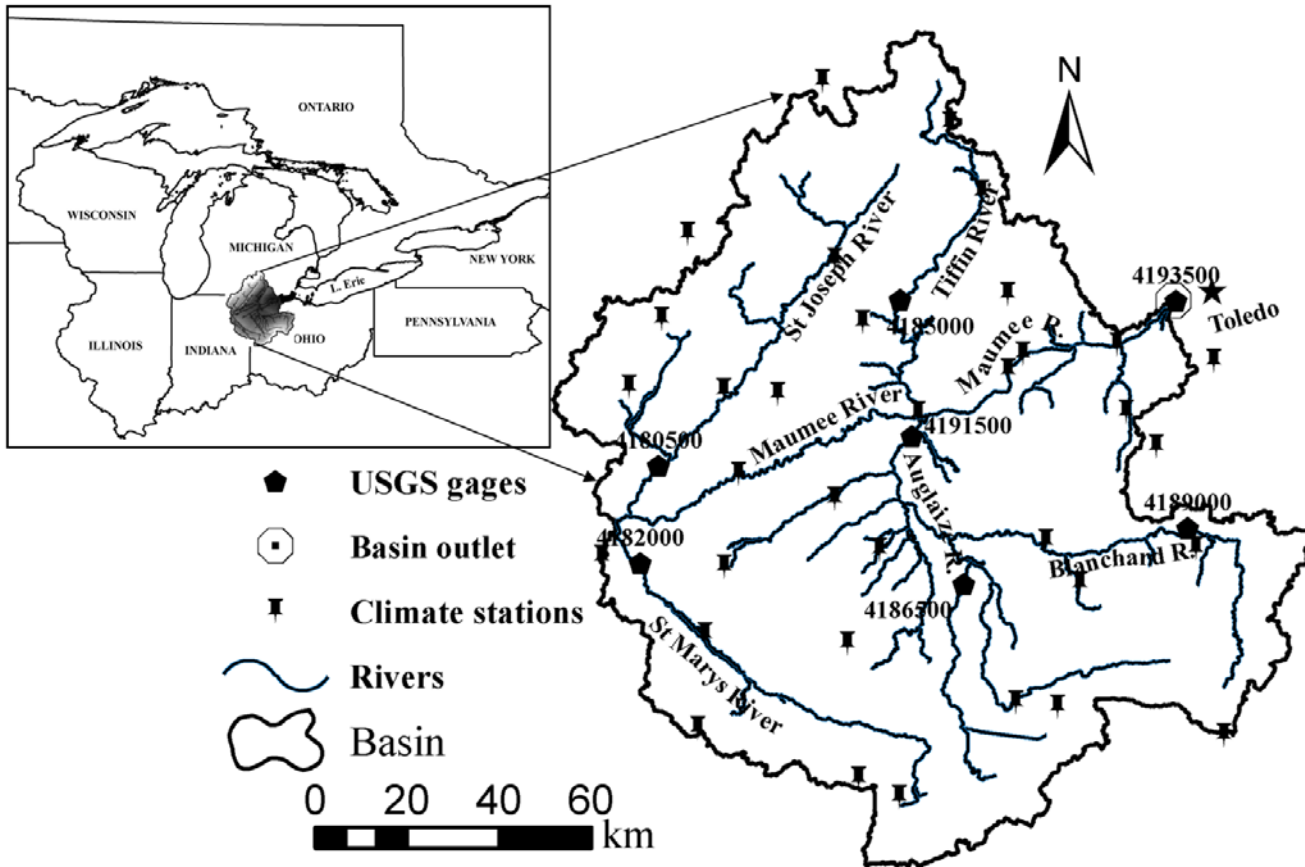 ONTARIO
WISCONSIN
MICHIGAN
NEW YORK
L. Erie
PENNSYLVANIA
ILLINOIS
INDIANA
OHIO
N
St Joseph River
Tiffin River
4193500
Toledo
4185000
Maumee R.
Maumee River
4191500
4180500
Auglaize R.
4189000
4182000
Blanchard R.
4186500
St Marys River
USGS gages
Basin outlet
Climate stations
Rivers
Basin
0 20 40 60
km